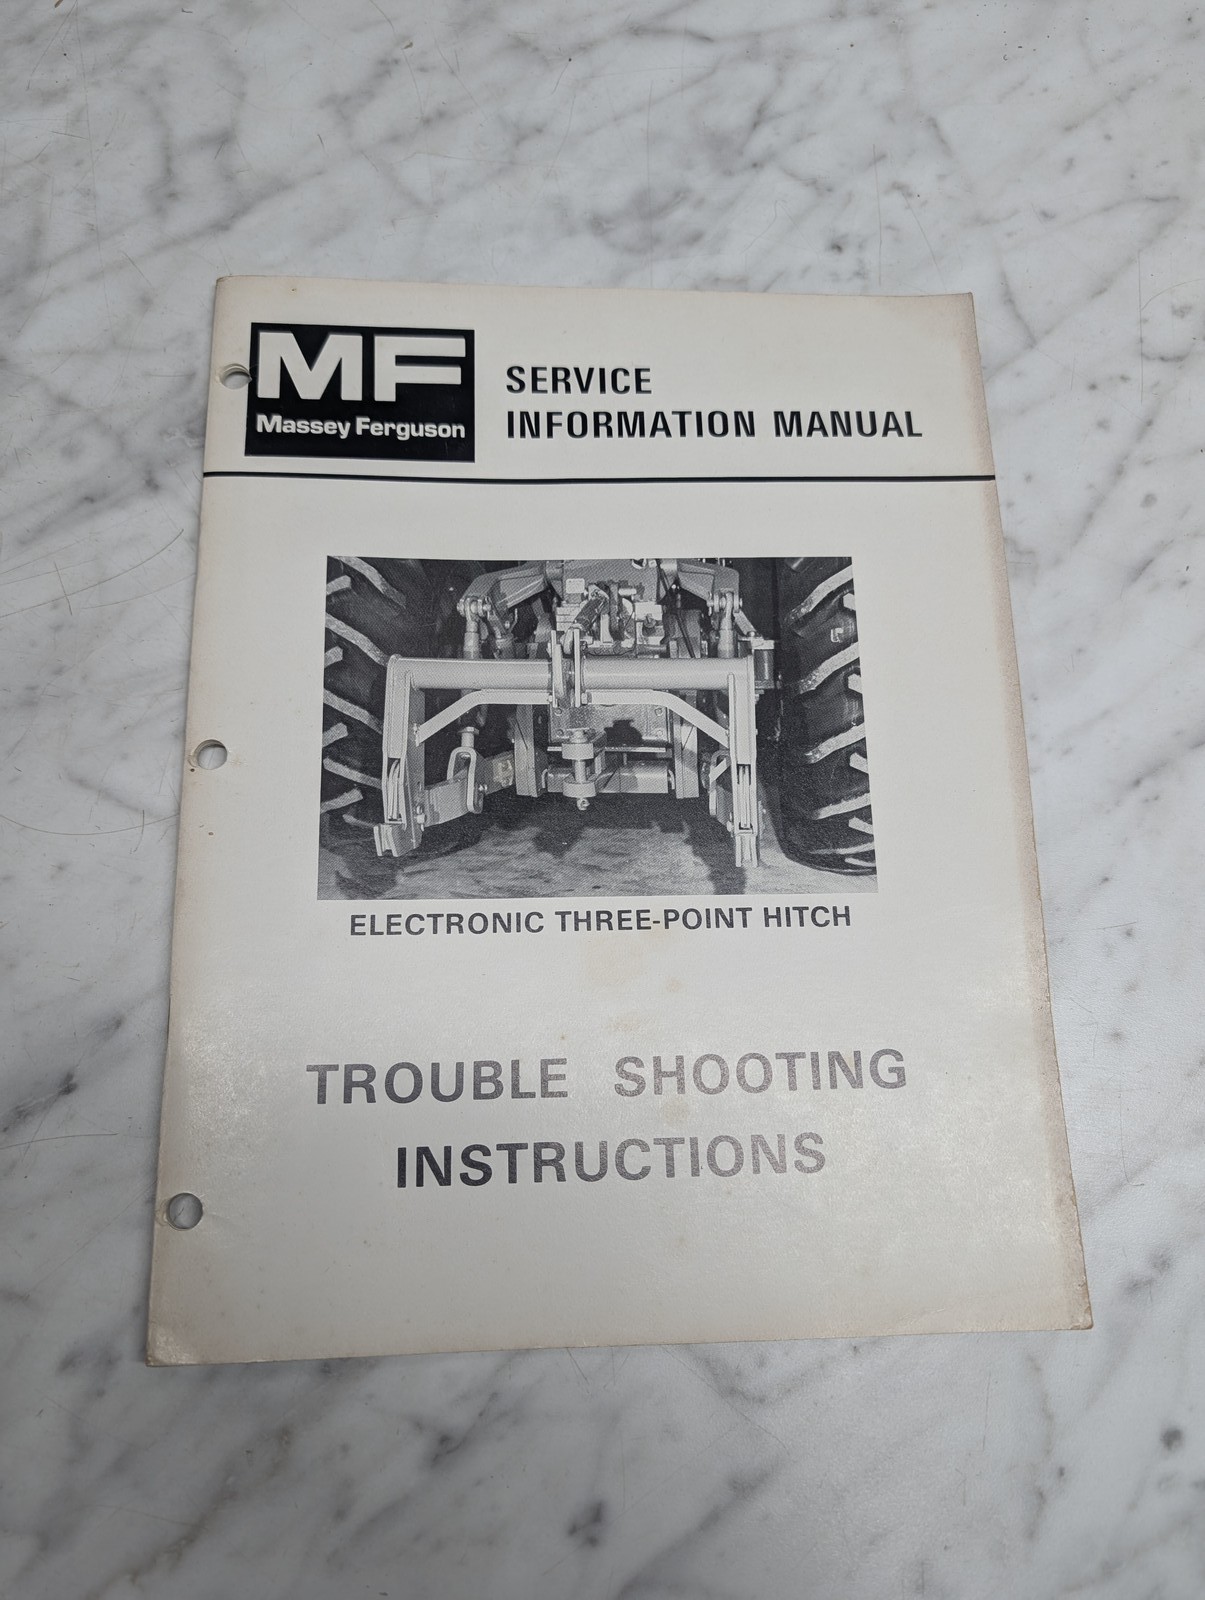 MF
Massey Ferguson
SERVICE
INFORMATION MANUAL
ELECTRONIC THREE-POINT HITCH
TROUBLE SHOOTING
INSTRUCTIONS